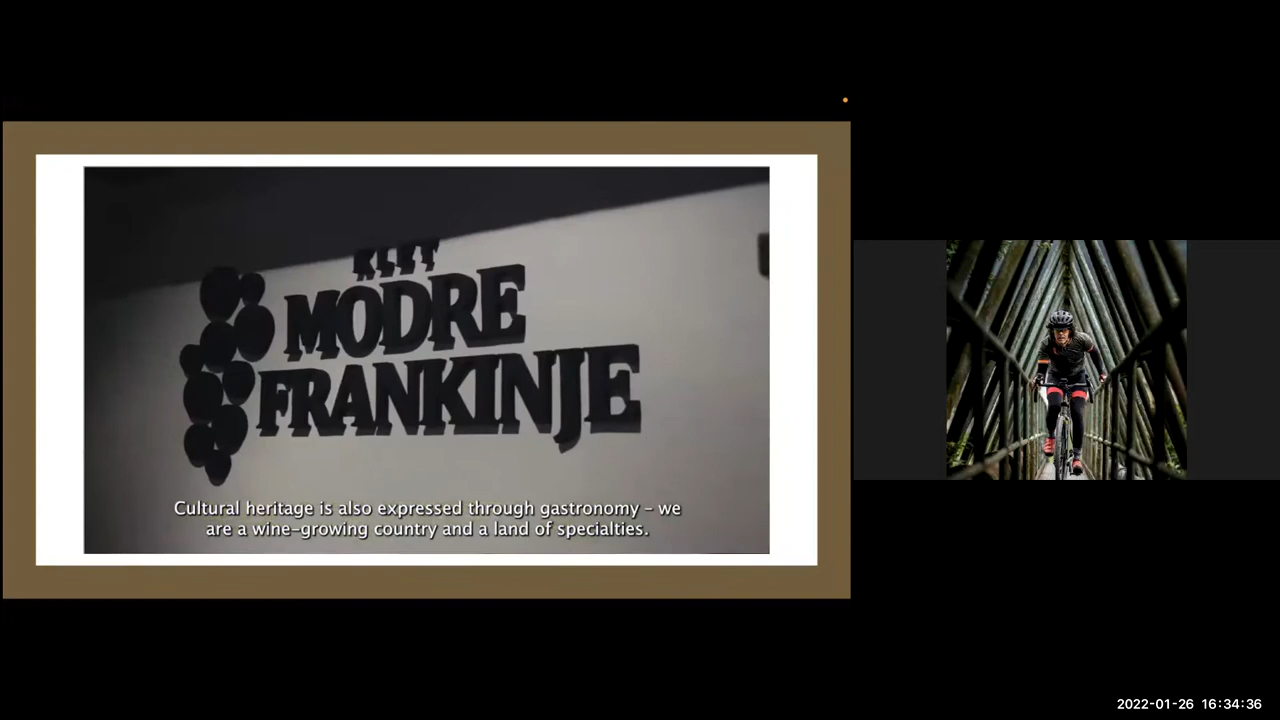 KLET
MODRE
FRANKINJE
Cultural heritage is also expressed through gastronomy – we
are a wine-growing country and a land of specialties.
2022-01-26 16:34:36